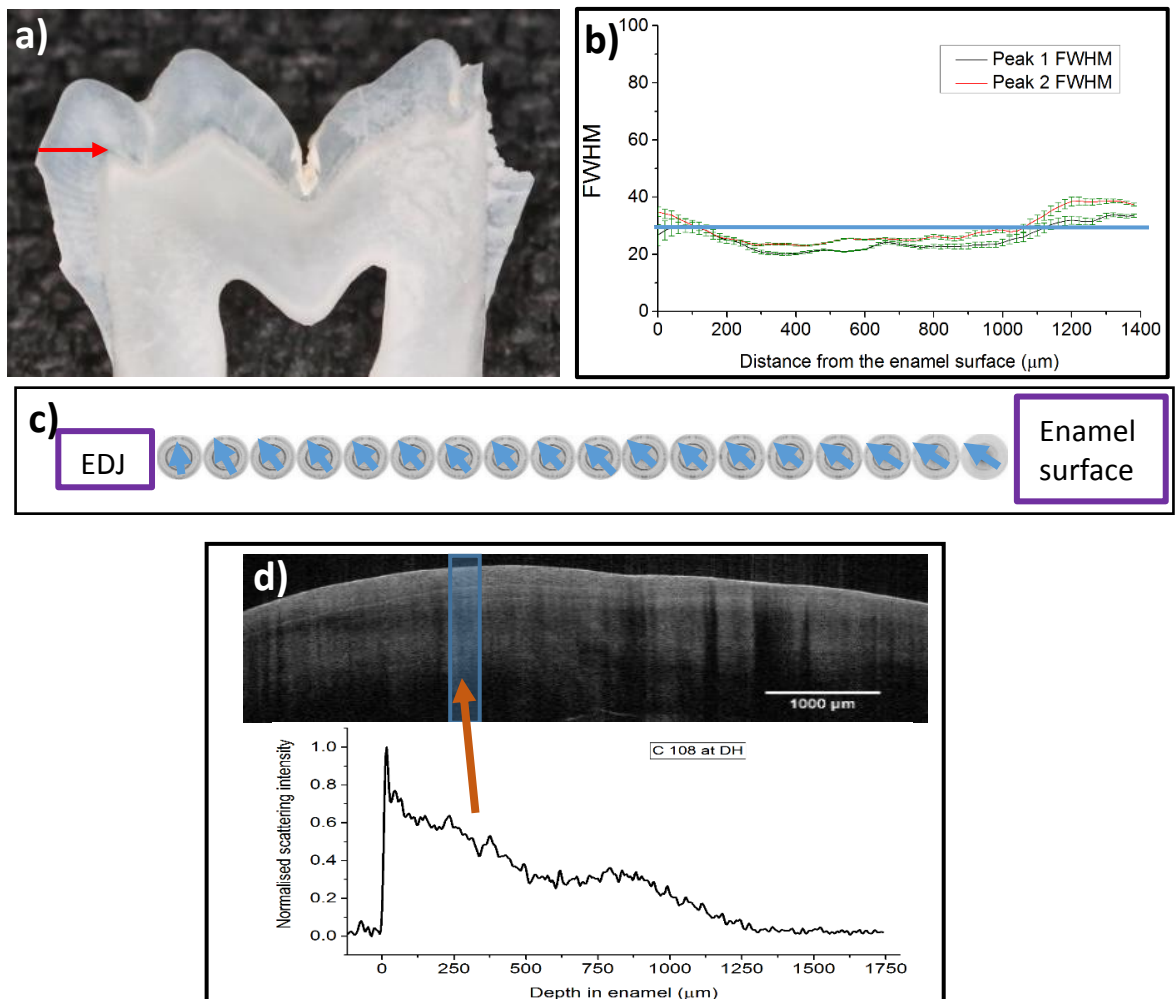 a)
b)
100
80
60
40
20
0
FWHM
Peak 1 FWHM
Peak 2 FWHM
0 200 400 600 800 1000 1200 1400
Distance from the enamel surface (μm)
c)
EDJ
Enamel
surface
d)
1000 μm
C 108 at DH
1.0
0.8
0.6
0.4
0.2
0.0
Normalised scattering intensity
0 250 500 750 1000 1250 1500 1750
Depth in enamel (μm)